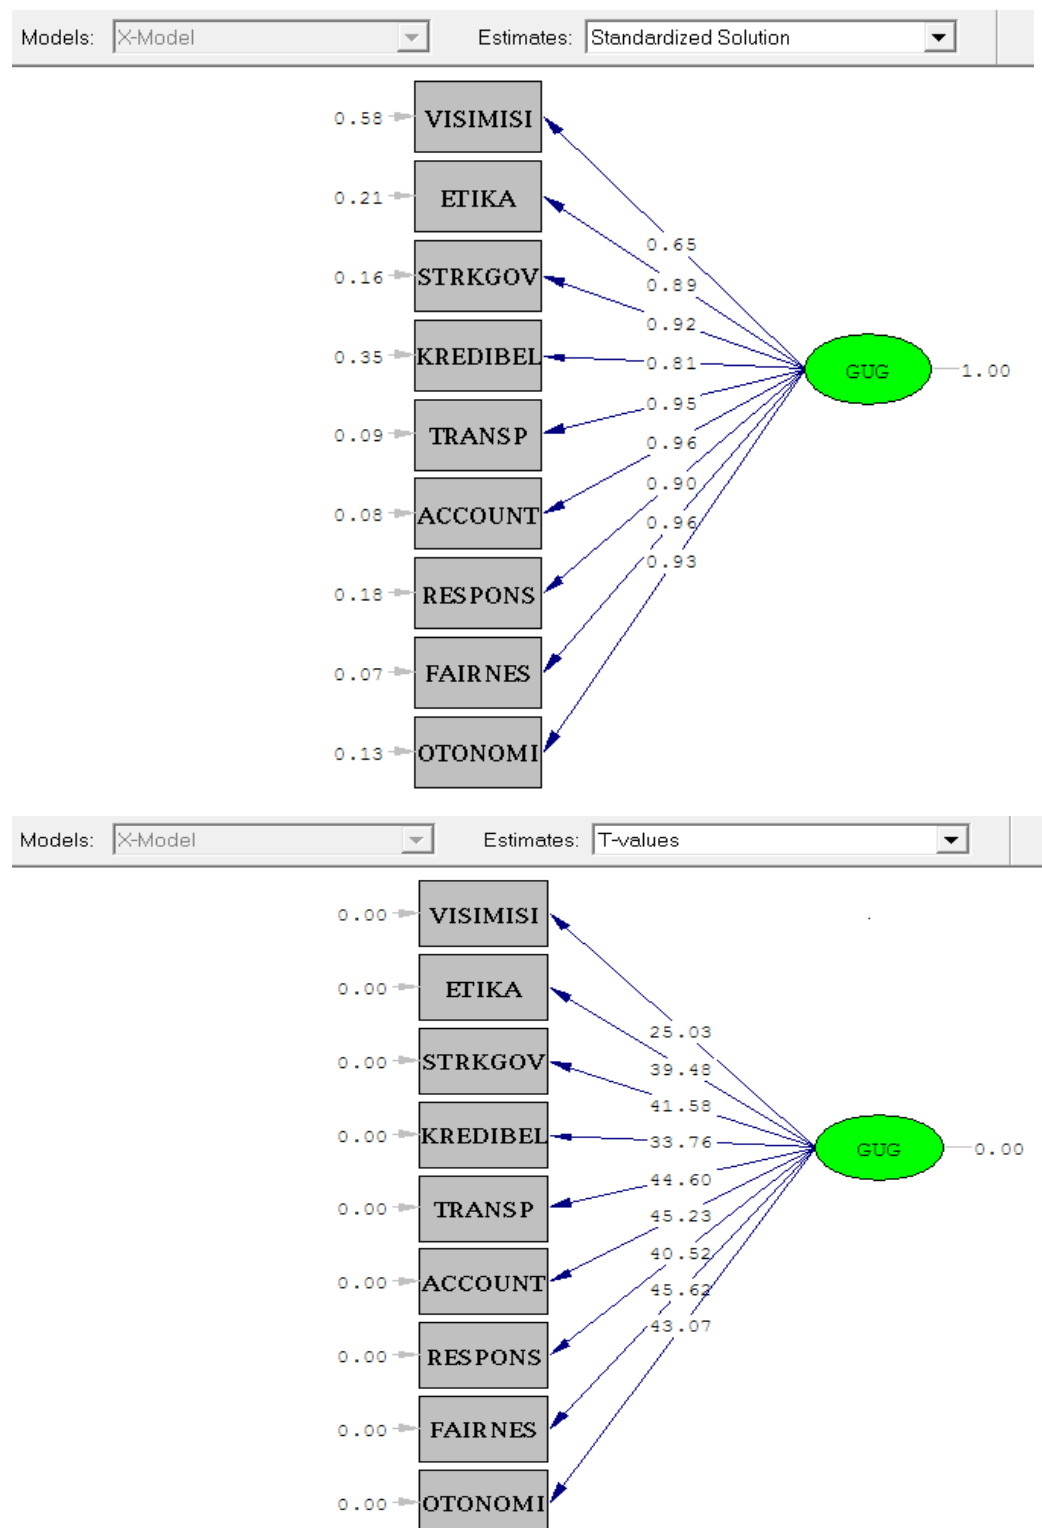 Models: X-Model Estimates: Standardized Solution
0.58 VISIMISI
0.21 ETIKA
0.16 STRKGOV
0.35 KREDIBEL
0.09 TRANSP
0.08 ACCOUNT
0.18 RESPONS
0.07 FAIRNES
0.13 OTONOMI
0.65
0.89
0.92
0.81
0.95
0.96
0.90
0.96
0.93
GUG 1.00
Models: X-Model Estimates: T-values
0.00 VISIMISI
0.00 ETIKA
0.00 STRKGOV
0.00 KREDIBEL
0.00 TRANSP
0.00 ACCOUNT
0.00 RESPONS
0.00 FAIRNES
0.00 OTONOMI
25.03
39.48
41.58
33.76
44.60
45.23
40.52
45.62
43.07
GUG 0.00